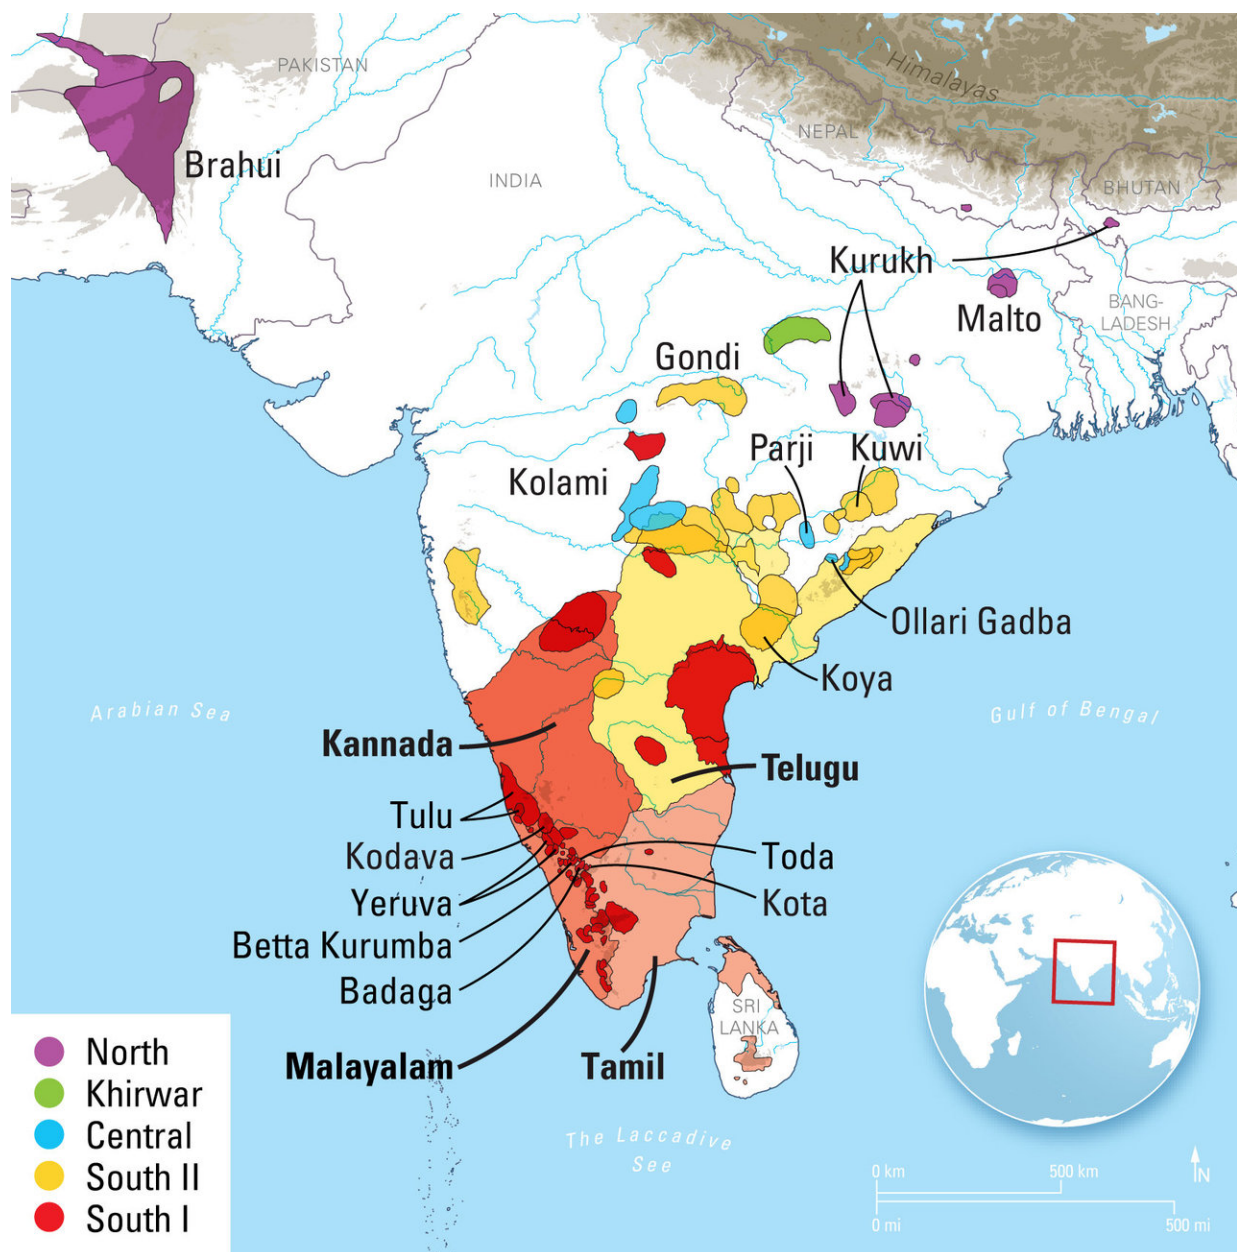 PAKISTAN
Himalayas
NEPAL
BHUTAN
Brahui
INDIA
Kurukh
Malto
BANG-
LADESH
Gondi
Parji
Kuwi
Kolami
Ollari Gadba
Koya
Arabian Sea
Gulf of Bengal
Kannada
Telugu
Tulu
Kodava
Yeruva
Betta Kurumba
Badaga
Toda
Kota
Malayalam
Tamil
SRI
LANKA
The Laccadive
See
North
Khirwar
Central
South II
South I
0 km
500 km
0 mi
500 mi
N